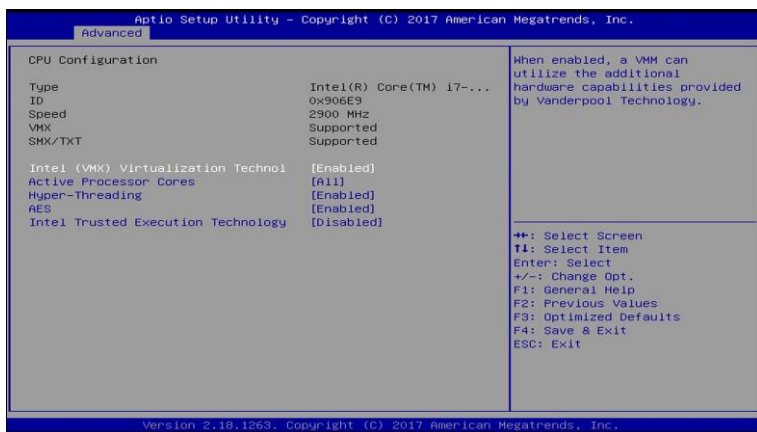 Aptio Setup Utility – Copyright (C) 2017 American Megatrends, Inc.
Advanced
CPU Configuration
Type Intel(R) Core(TM) i7-...
ID 0x906E9
Speed 2900 MHz
VMX Supported
SMX/TXT Supported
Intel (VMX) Virtualization Technol [Enabled]
Active Processor Cores [All]
Hyper-Threading [Enabled]
AES [Enabled]
Intel Trusted Execution Technology [Disabled]
When enabled, a VMM can
utilize the additional
hardware capabilities provided
by Vanderpool Technology.
→←: Select Screen
↑↓: Select Item
Enter: Select
+/-: Change Opt.
F1: General Help
F2: Previous Values
F3: Optimized Defaults
F4: Save & Exit
ESC: Exit
Version 2.18.1263. Copyright (C) 2017 American Megatrends, Inc.